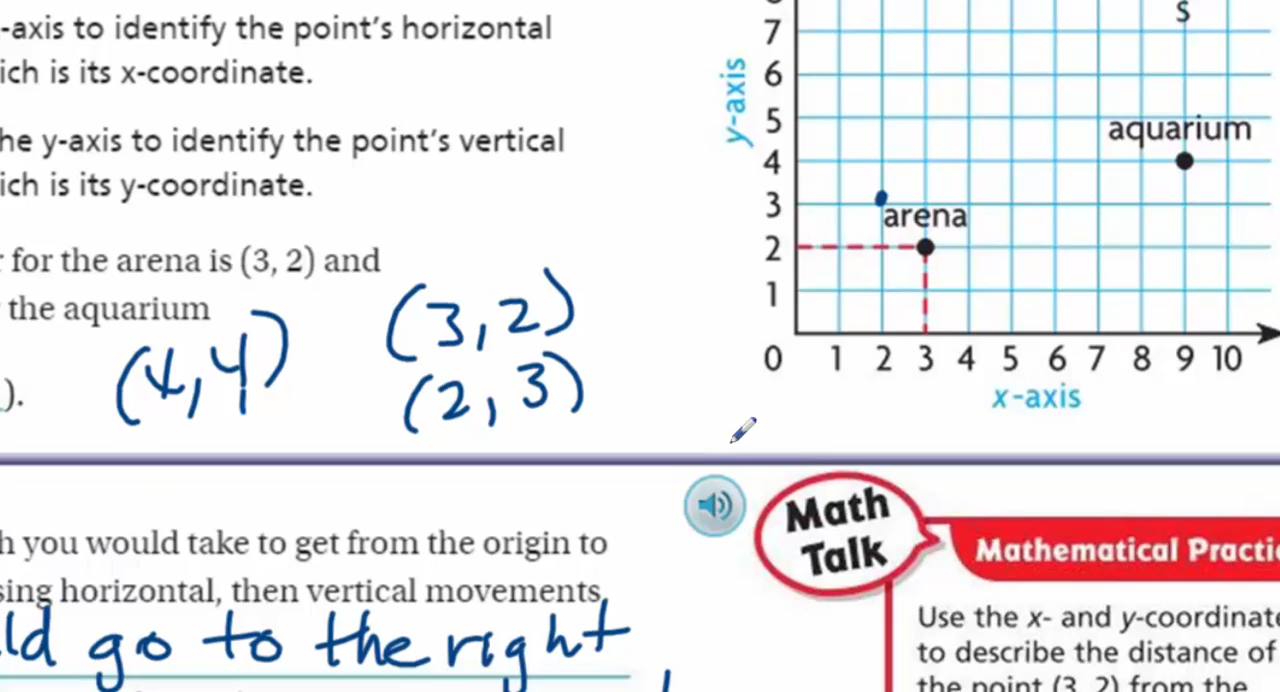 -axis to identify the point's horizontal
ich is its x-coordinate.
he y-axis to identify the point's vertical
ich is its y-coordinate.
for the arena is (3, 2) and
the aquarium
).
(4,4)
(3,2)
(2,3)
s
y-axis
7
6
5
4
3
2
1
aquarium
arena
0 1 2 3 4 5 6 7 8 9 10
x-axis
h you would take to get from the origin to
sing horizontal, then vertical movements.
ld go to the right
Math
Talk
Mathematical Practic
Use the x- and y-coordinate
to describe the distance of
the point (3, 2) from the